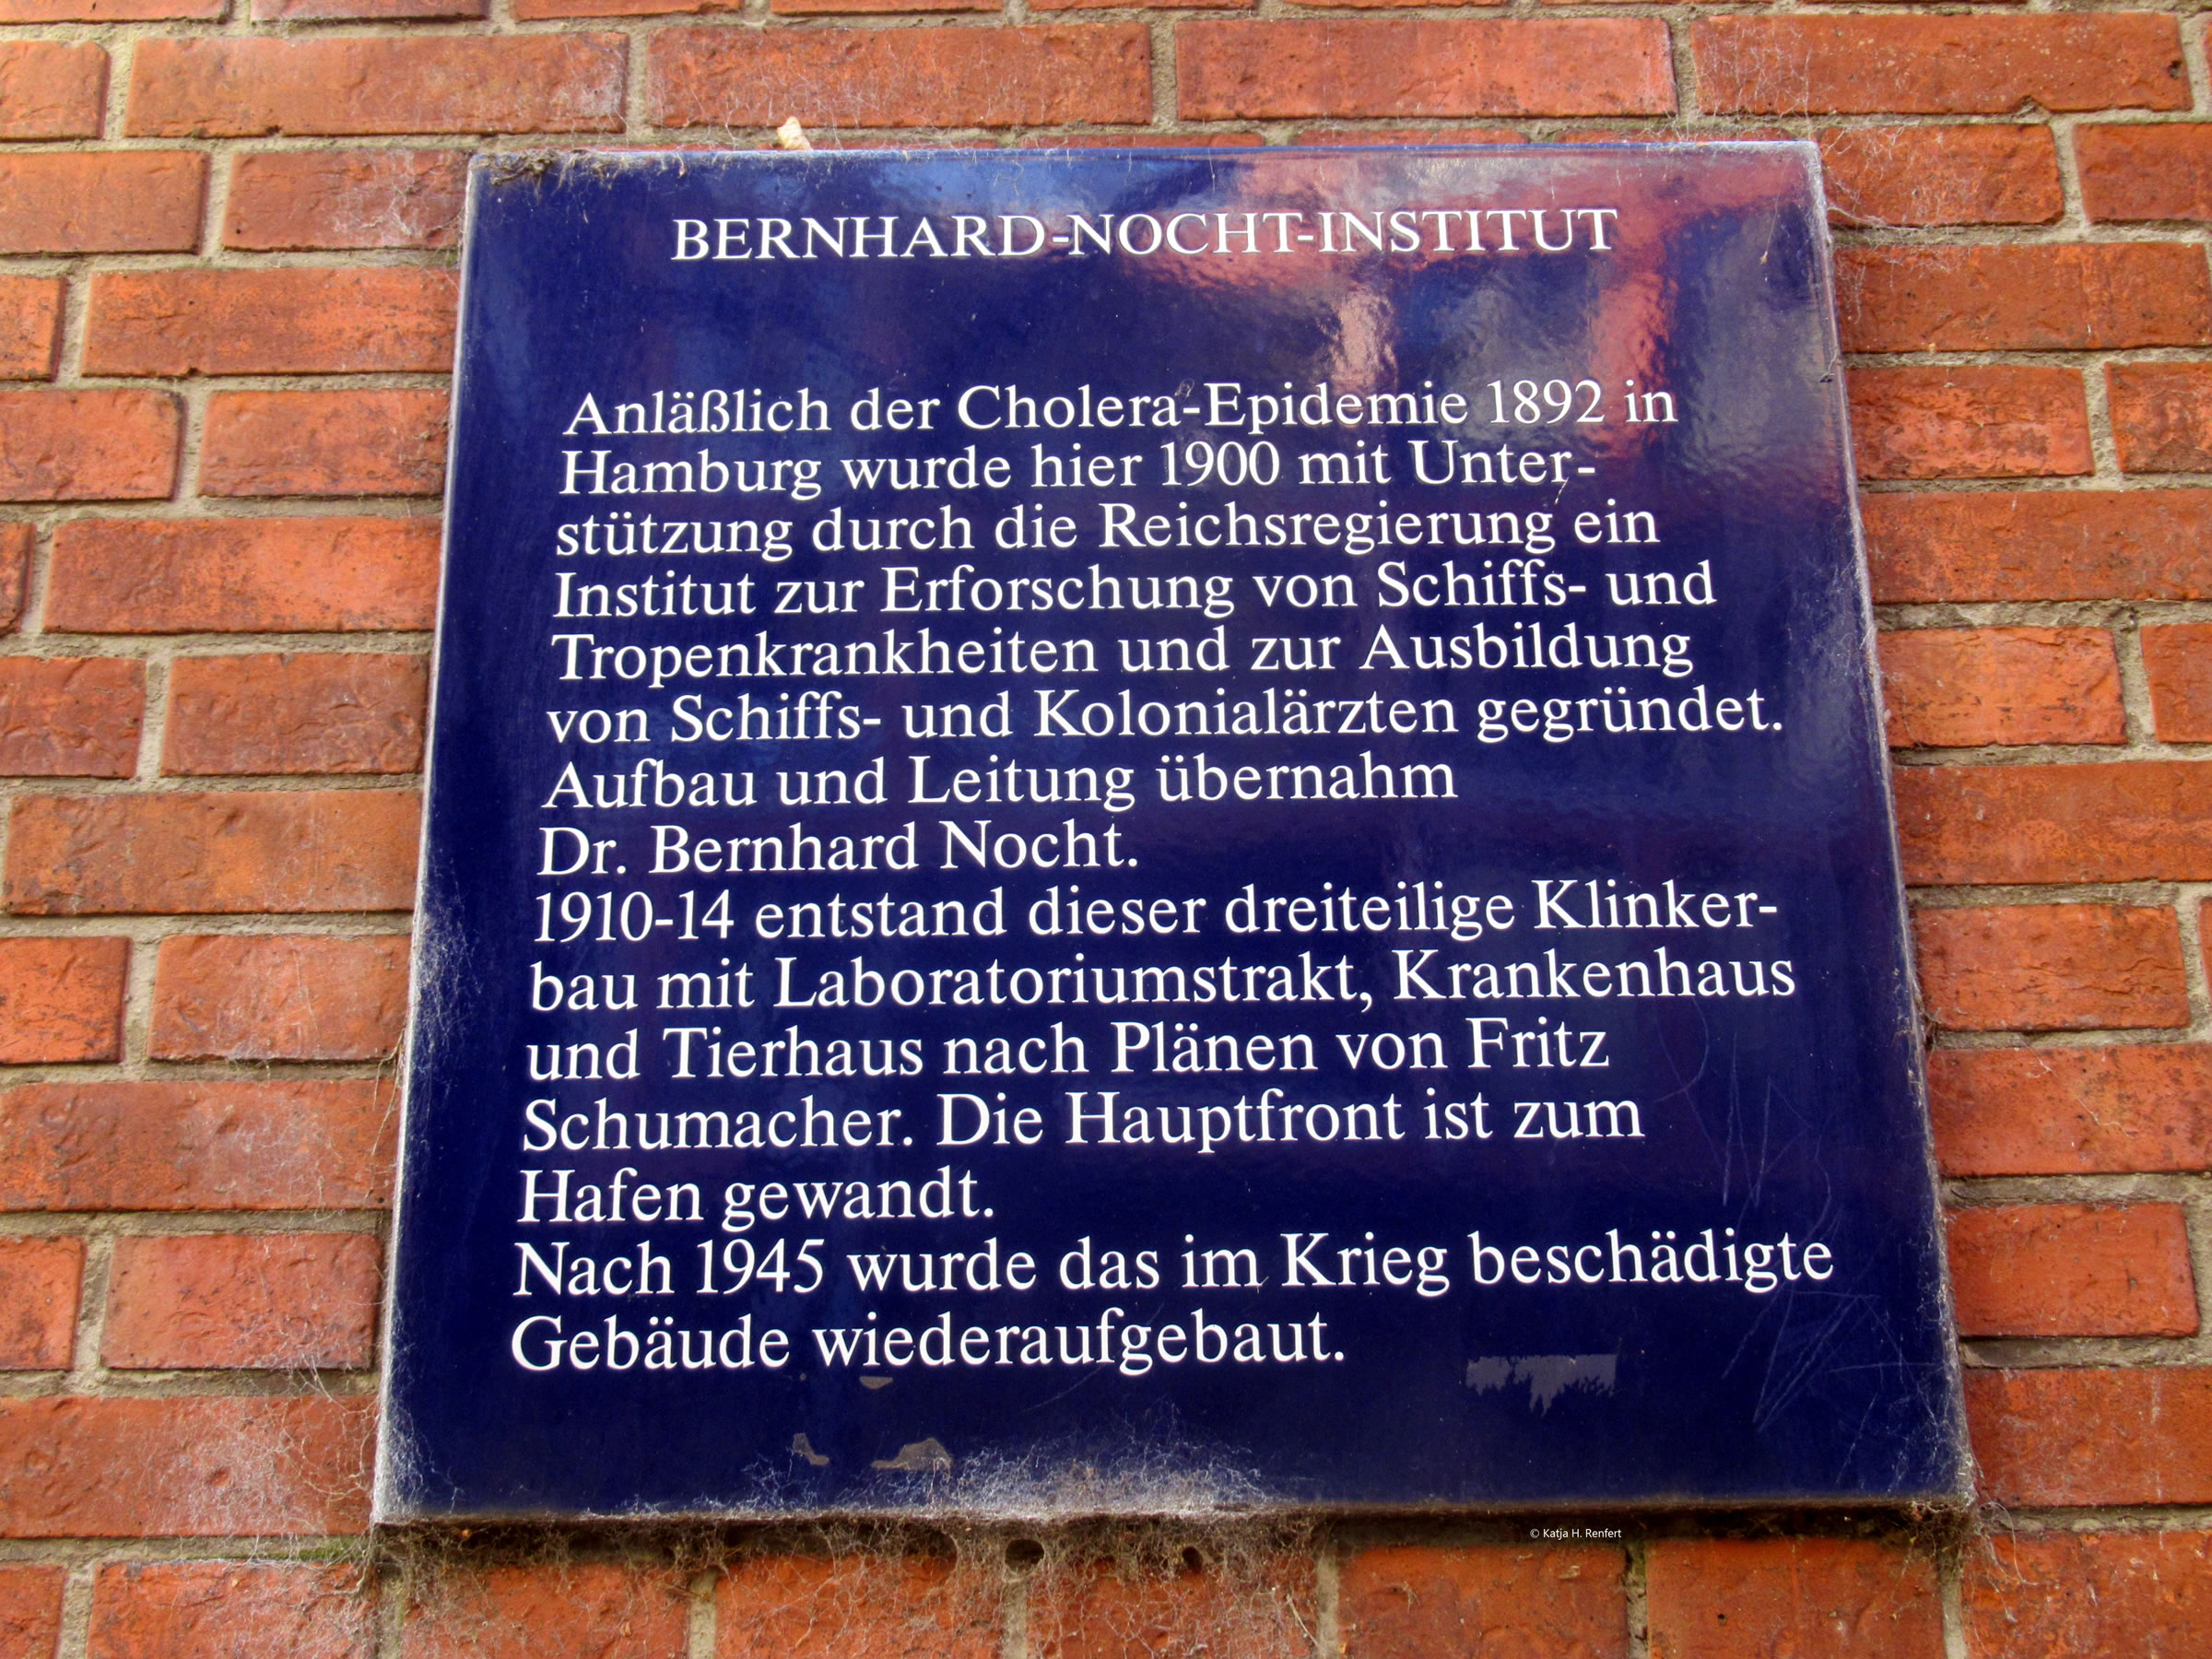 BERNHARD-NOCHT-INSTITUT
Anläßlich der Cholera-Epidemie 1892 in
Hamburg wurde hier 1900 mit Unter-
stützung durch die Reichsregierung ein
Institut zur Erforschung von Schiffs- und
Tropenkrankheiten und zur Ausbildung
von Schiffs- und Kolonialärzten gegründet.
Aufbau und Leitung übernahm
Dr. Bernhard Nocht.
1910-14 entstand dieser dreiteilige Klinker-
bau mit Laboratoriumstrakt, Krankenhaus
und Tierhaus nach Plänen von Fritz
Schumacher. Die Hauptfront ist zum
Hafen gewandt.
Nach 1945 wurde das im Krieg beschädigte
Gebäude wiederaufgebaut.
© Katja H. Renfert